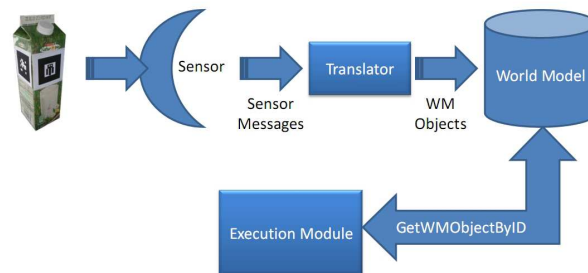 Sensor
Translator
World Model
Sensor
Messages
WM
Objects
Execution Module
GetWMObjectByID